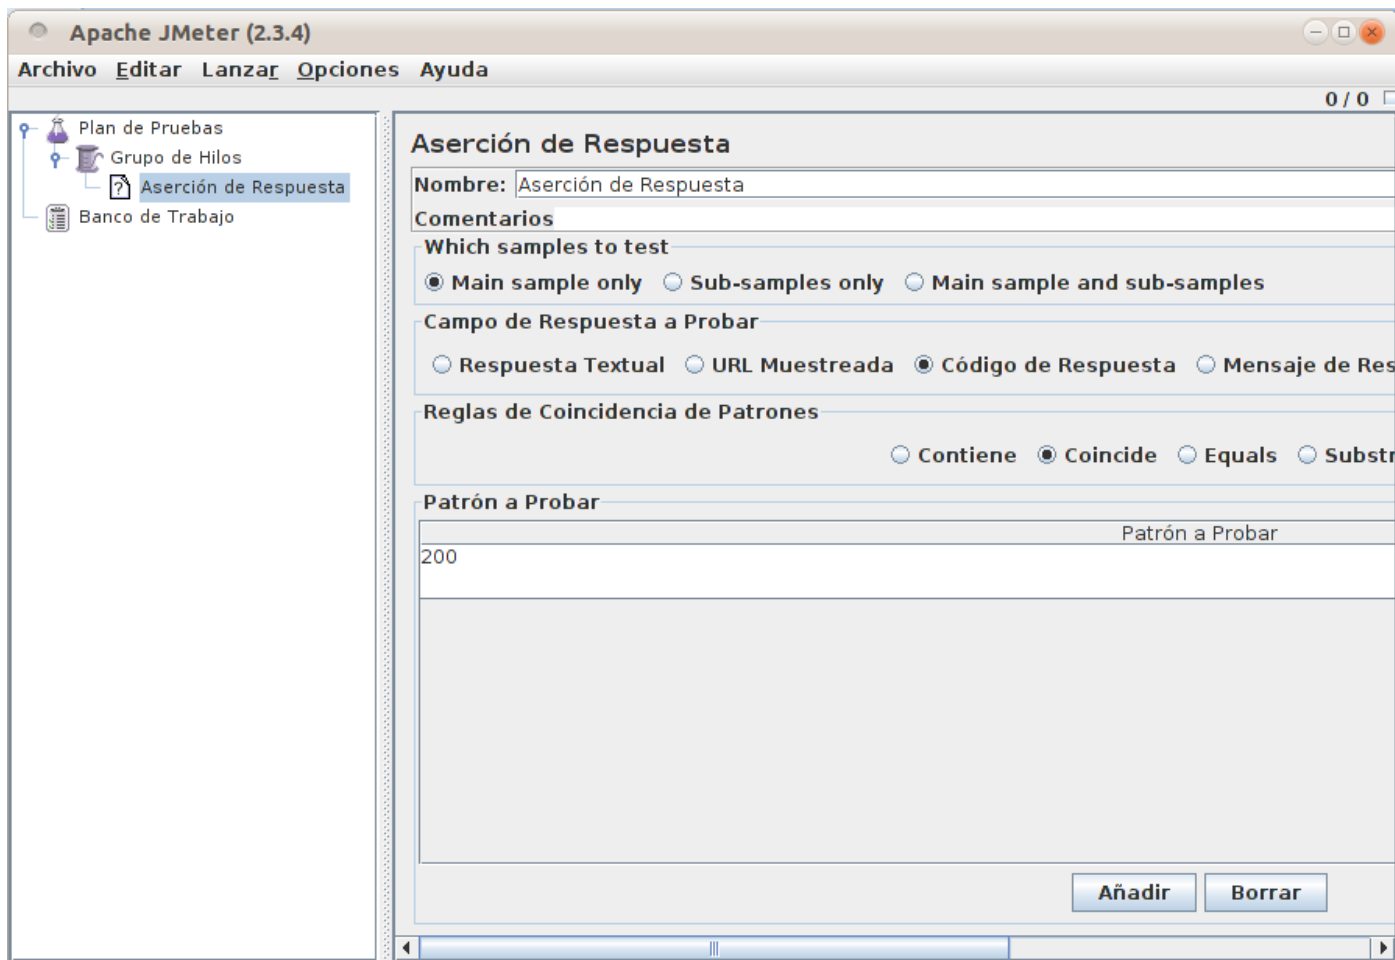 Apache JMeter (2.3.4)
Archivo Editar Lanzar Opciones Ayuda
0 / 0
Plan de Pruebas
Grupo de Hilos
Aserción de Respuesta
Banco de Trabajo
Aserción de Respuesta
Nombre: Aserción de Respuesta
Comentarios
Which samples to test
Main sample only Sub-samples only Main sample and sub-samples
Campo de Respuesta a Probar
Respuesta Textual URL Muestreada Código de Respuesta Mensaje de Res
Reglas de Coincidencia de Patrones
Contiene Coincide Equals Substr
Patrón a Probar
Patrón a Probar
200
Añadir Borrar